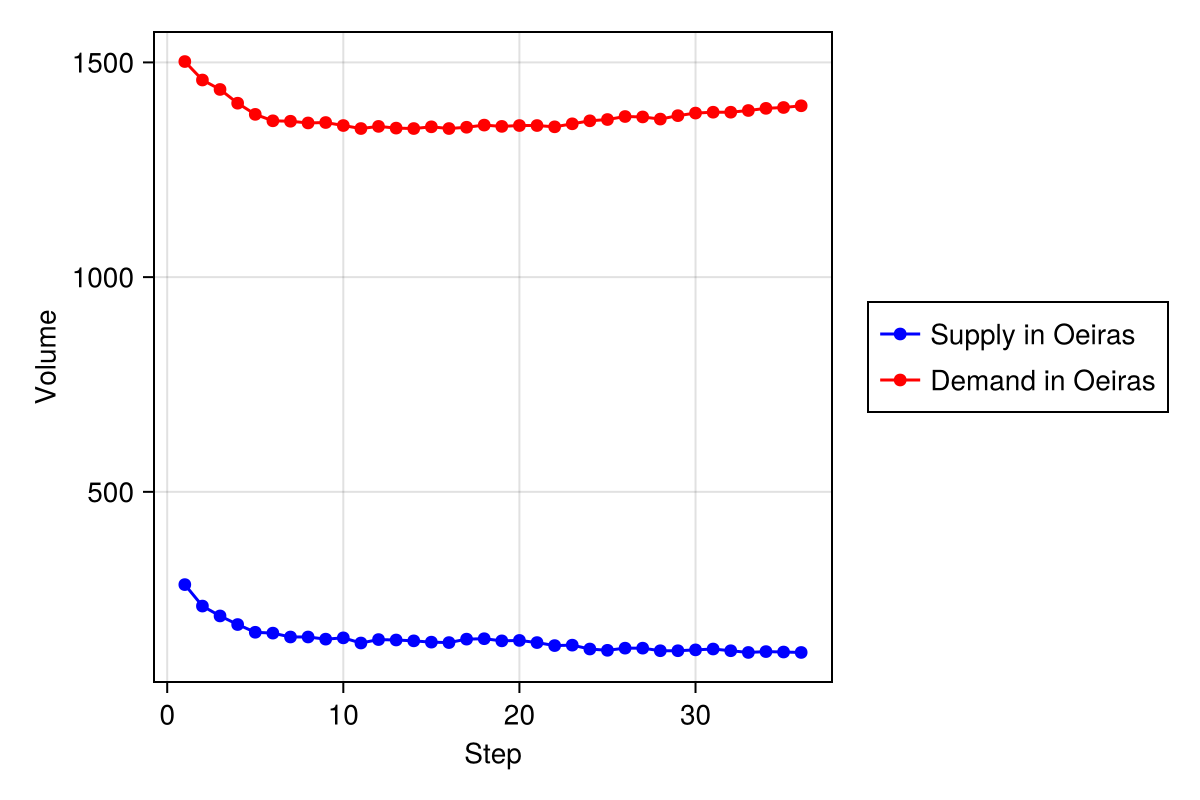 1500
1000
500
Volume
0 10 20 30
Step
Supply in Oeiras
Demand in Oeiras